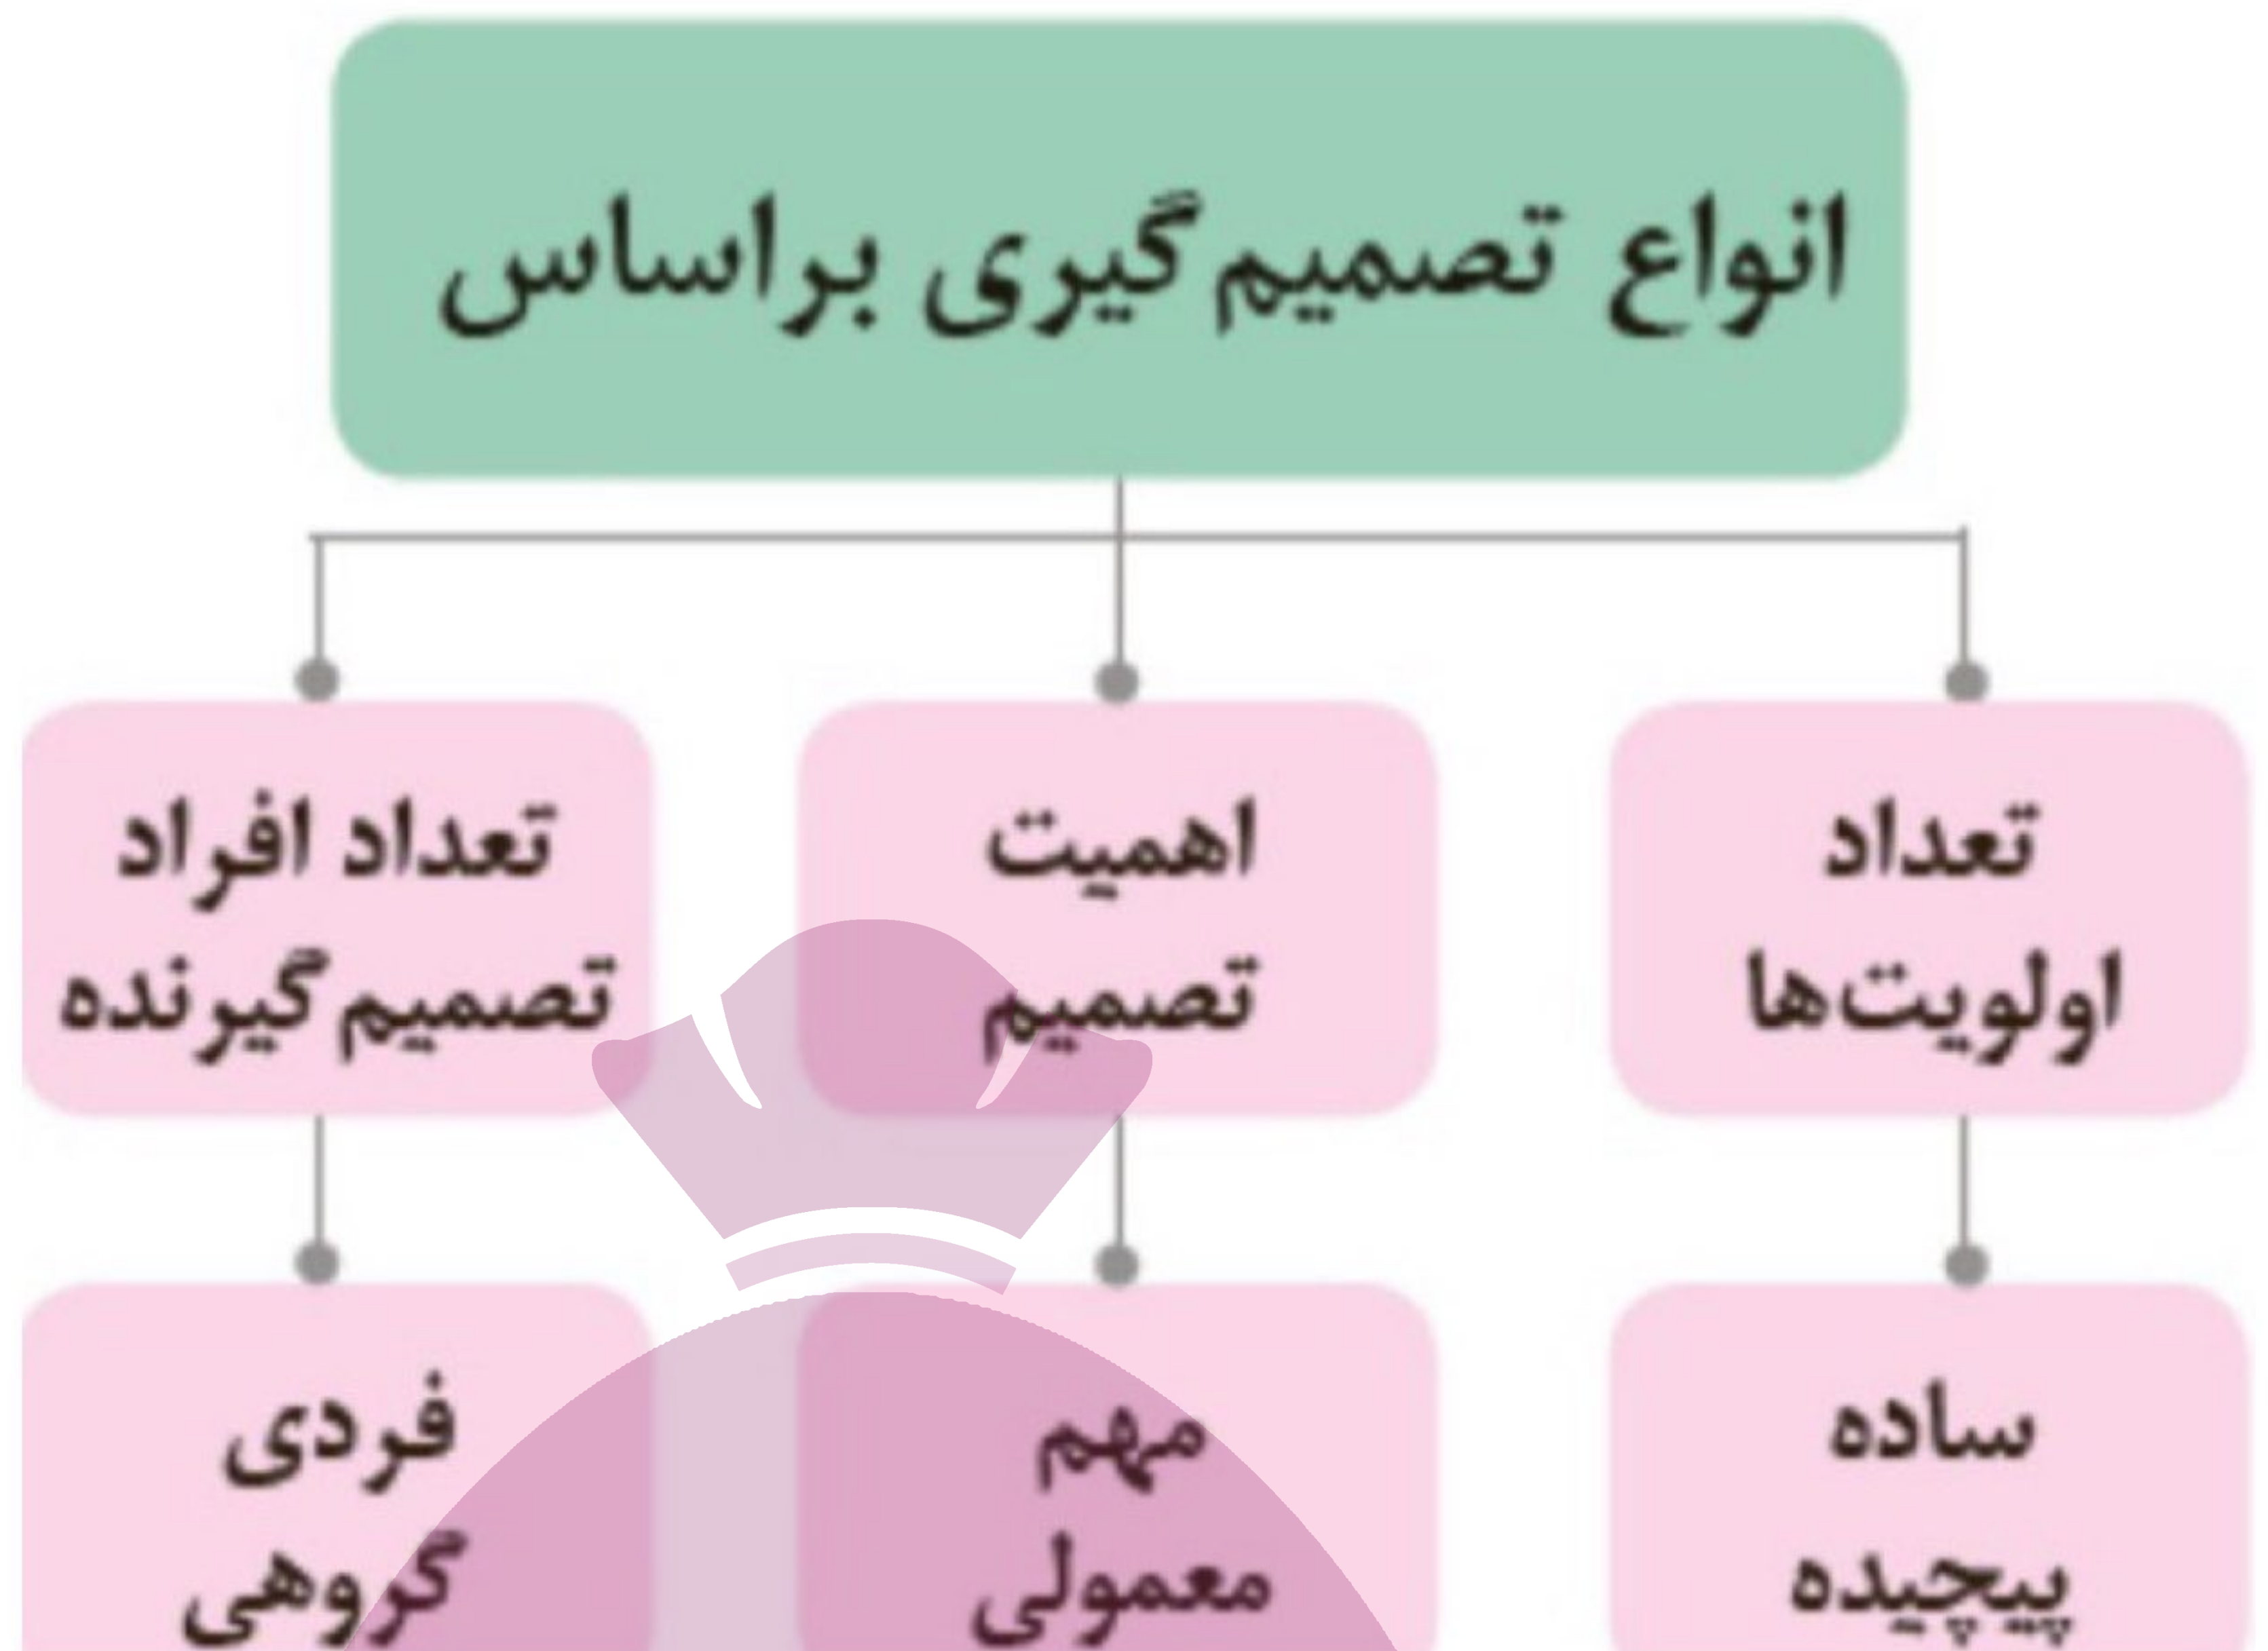 انواع تصمیم‌گیری براساس
تعداد
اولویت‌ها
اهمیت
تصمیم
تعداد افراد
تصمیم‌گیرنده
ساده
پیچیده
مهم
معمولی
فردی
گروهی